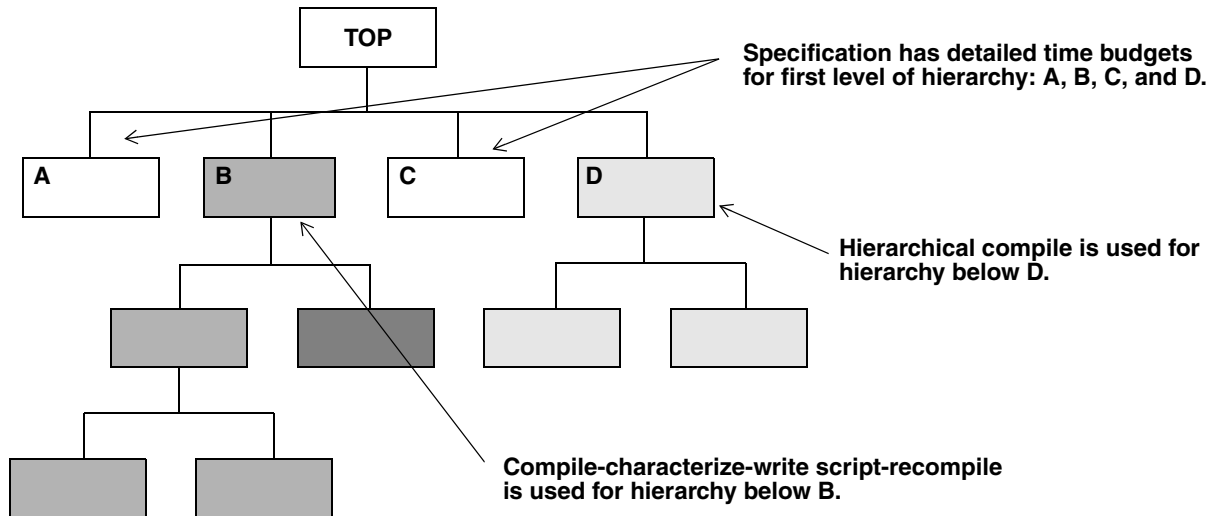 TOP
Specification has detailed time budgets
for first level of hierarchy: A, B, C, and D.
A
B
C
D
Hierarchical compile is used for
hierarchy below D.
Compile-characterize-write script-recompile
is used for hierarchy below B.